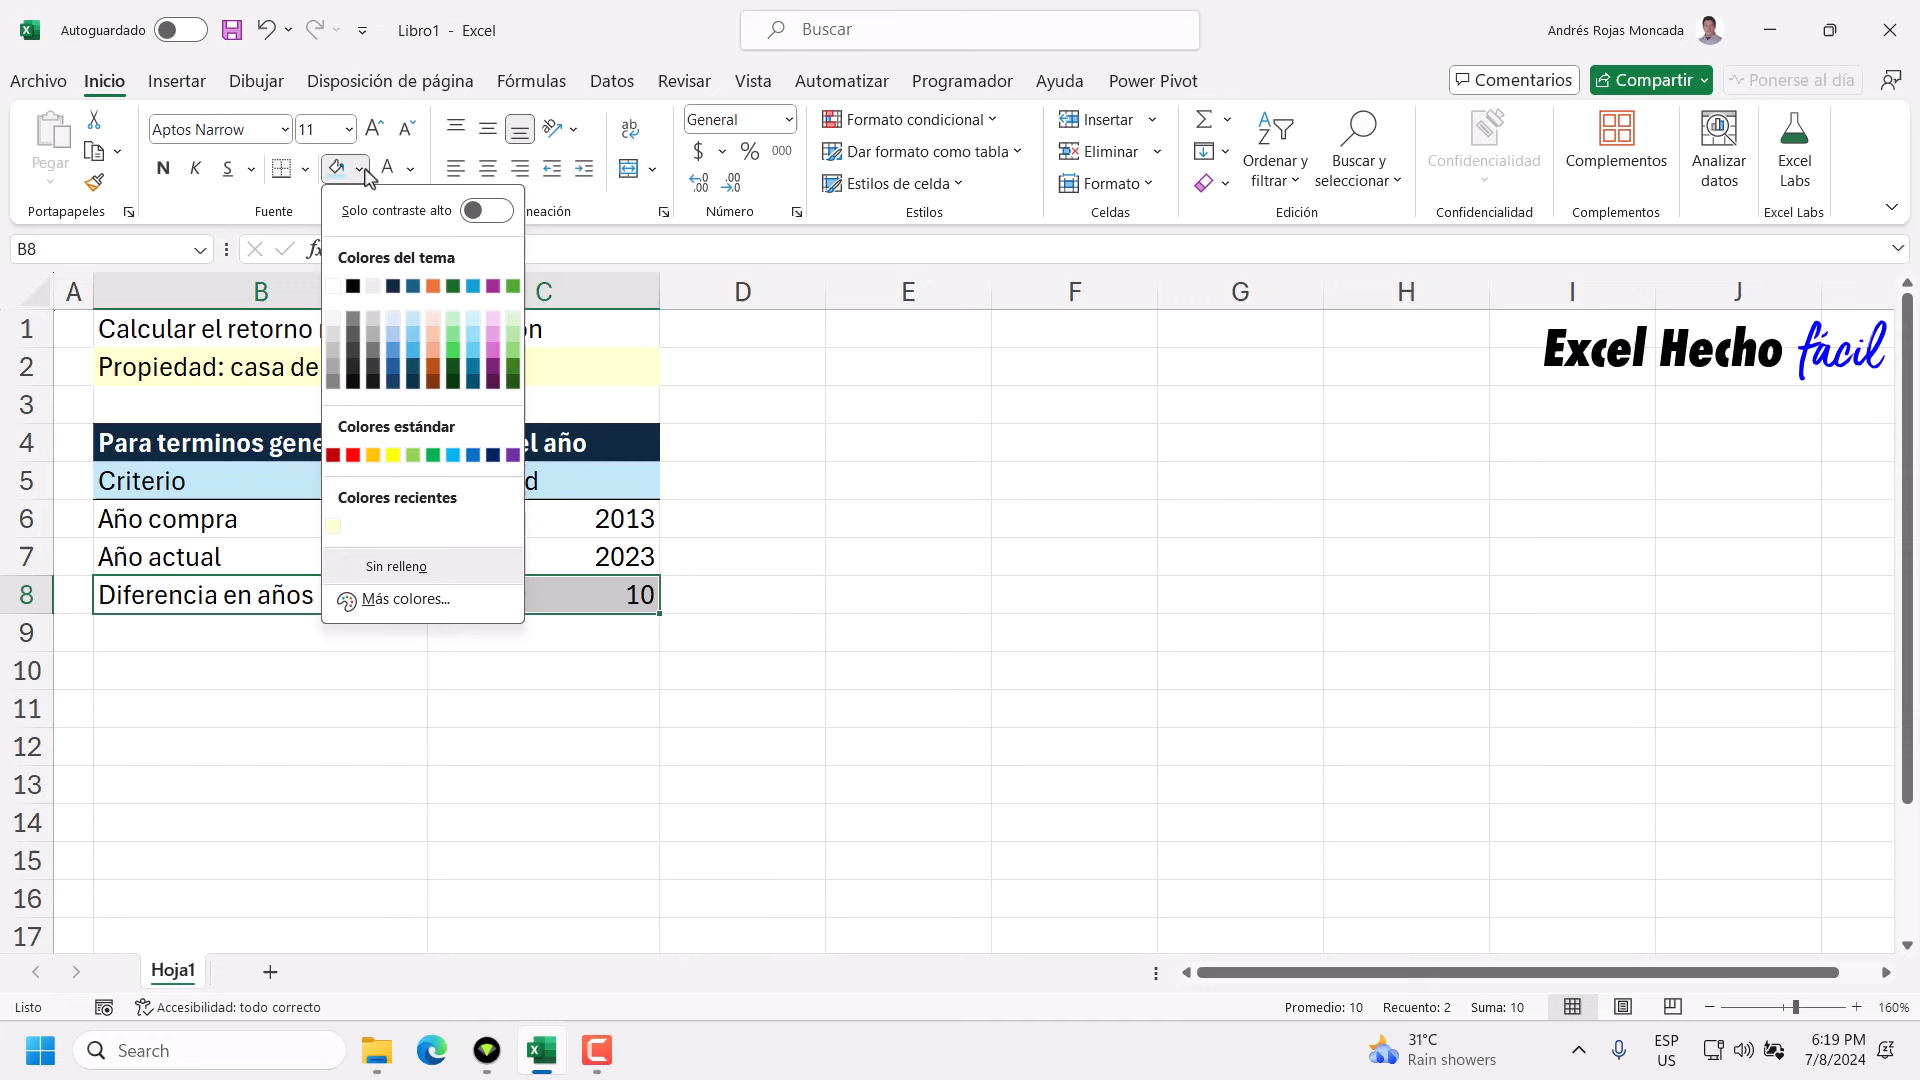 Autoguardado
Libro1 - Excel
Buscar
Andrés Rojas Moncada
Archivo Inicio Insertar Dibujar Disposición de página Fórmulas Datos Revisar Vista Automatizar Programador Ayuda Power Pivot
Comentarios Compartir Ponerse al día
Pegar
Aptos Narrow 11
N K S A
General
$ % 000
Formato condicional
Dar formato como tabla
Estilos de celda
Insertar
Eliminar
Formato
Ordenar y filtrar
Buscar y seleccionar
Confidencialidad
Complementos
Analizar datos
Excel Labs
Portapapeles Fuente neación Número Estilos Celdas Edición Confidencialidad Complementos Excel Labs
Solo contraste alto
Colores del tema
Colores estándar
Colores recientes
Sin relleno
Más colores...
B8
A B C D E F G H I J
1 Calcular el retorno
2 Propiedad: casa de
3
4 Para terminos gene el año
5 Criterio d
6 Año compra 2013
7 Año actual 2023
8 Diferencia en años 10
9
10
11
12
13
14
15
16
17
Excel Hecho fácil
Hoja1
Listo
Accesibilidad: todo correcto
Promedio: 10 Recuento: 2 Suma: 10
160%
Search
31°C
Rain showers
ESP
US
6:19 PM
7/8/2024